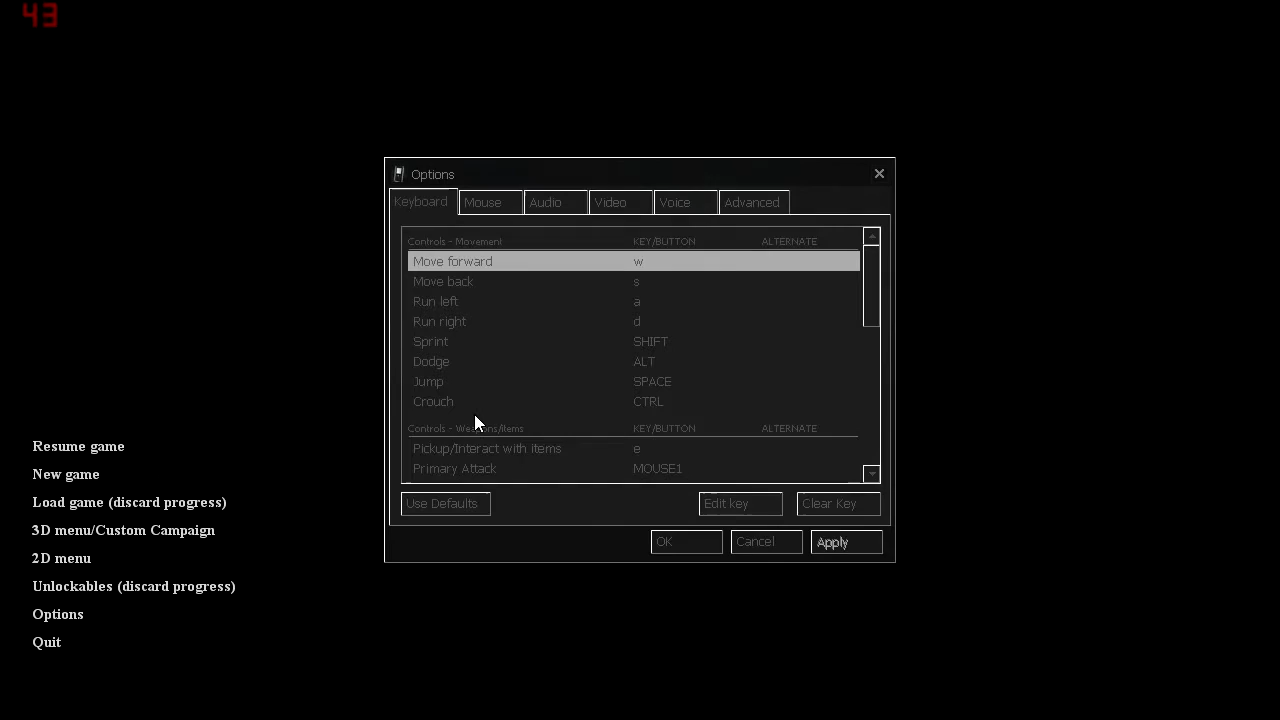 43
Options
Keyboard Mouse Audio Video Voice Advanced
Controls - Movement KEY/BUTTON ALTERNATE
Move forward w
Move back s
Run left a
Run right d
Sprint SHIFT
Dodge ALT
Jump SPACE
Crouch CTRL
Controls - Weapons/Items KEY/BUTTON ALTERNATE
Pickup/Interact with items e
Primary Attack MOUSE1
Use Defaults Edit key Clear Key
OK Cancel Apply
Resume game
New game
Load game (discard progress)
3D menu/Custom Campaign
2D menu
Unlockables (discard progress)
Options
Quit